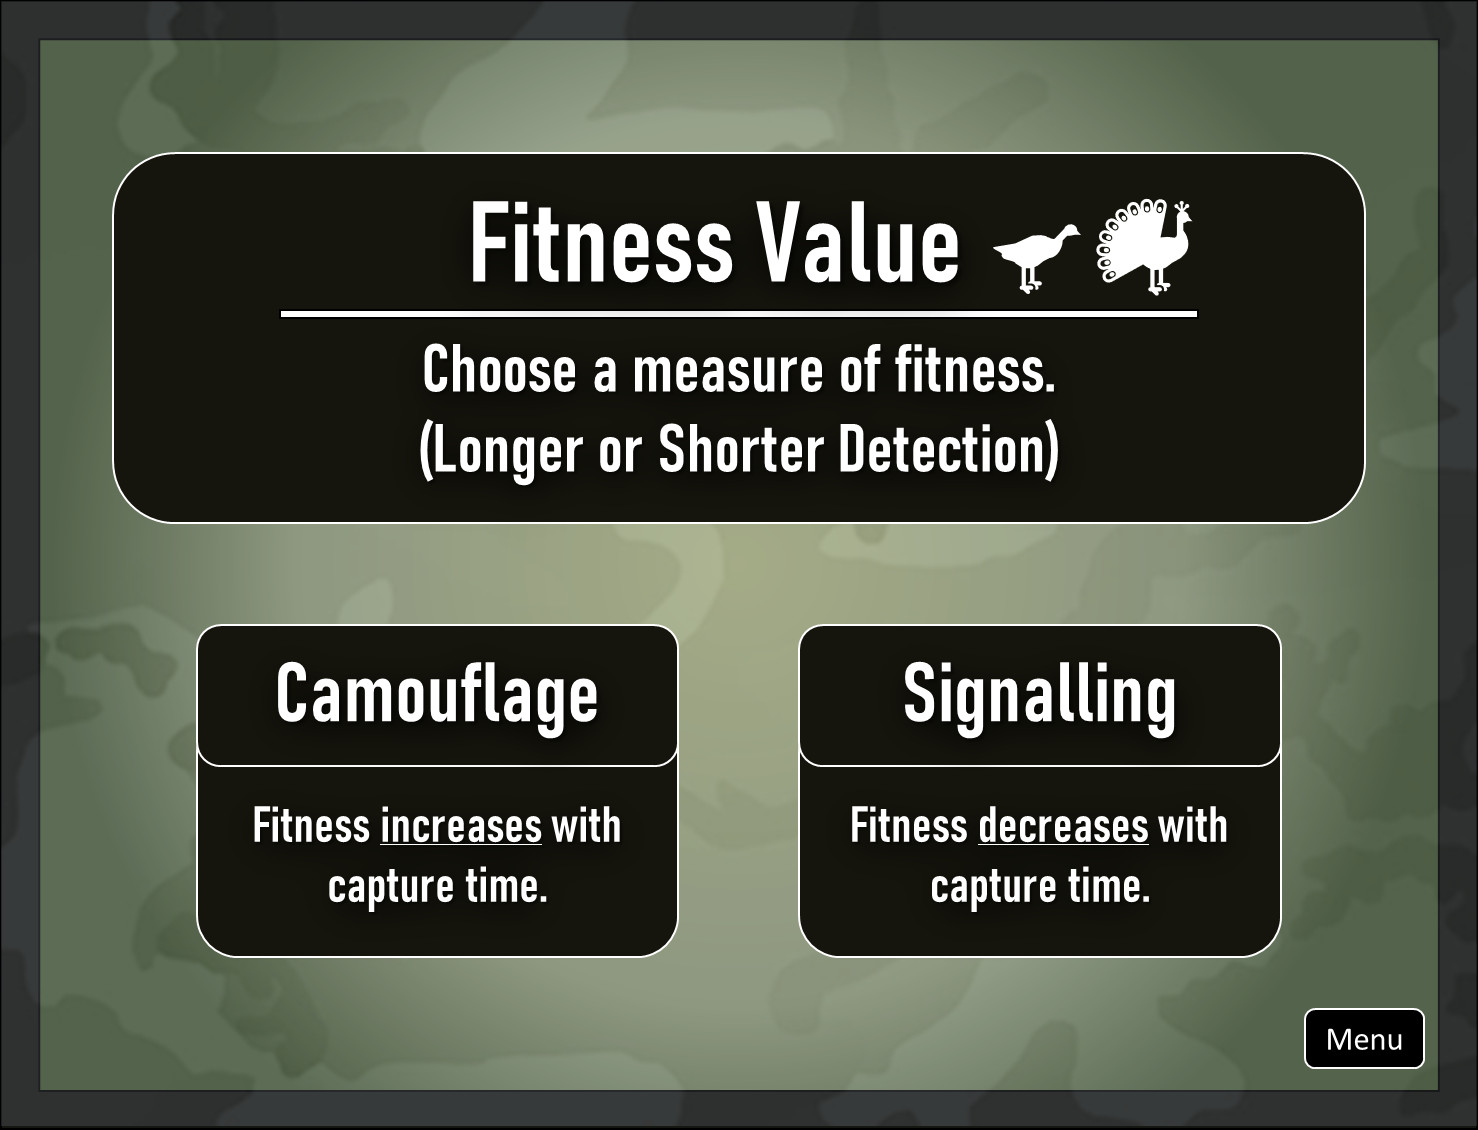 Fitness Value
Choose a measure of fitness.
(Longer or Shorter Detection)
Camouflage
Fitness increases with
capture time.
Signalling
Fitness decreases with
capture time.
Menu